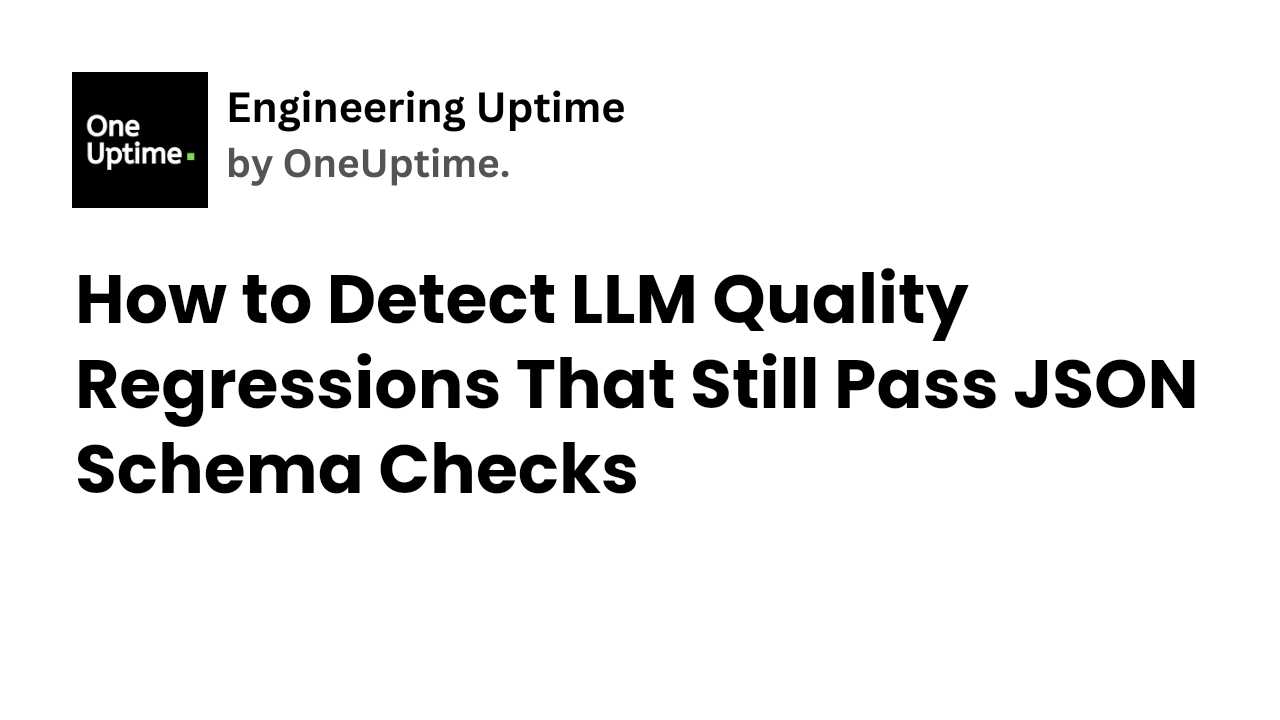 One
Uptime.
Engineering Uptime
by OneUptime.
How to Detect LLM Quality
Regressions That Still Pass JSON
Schema Checks